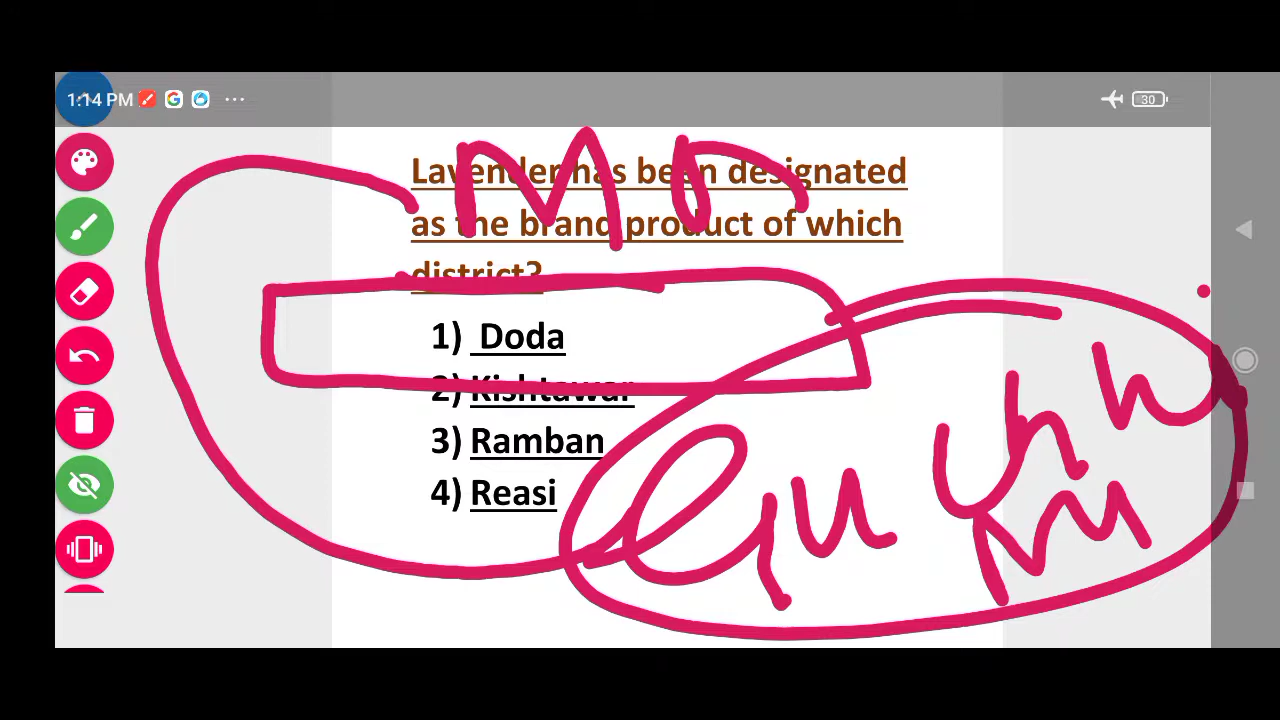 1:14 PM ... 30
Lavender has been designated
as the brand product of which
district?
1) Doda
2) Kishtawar
3) Ramban
4) Reasi